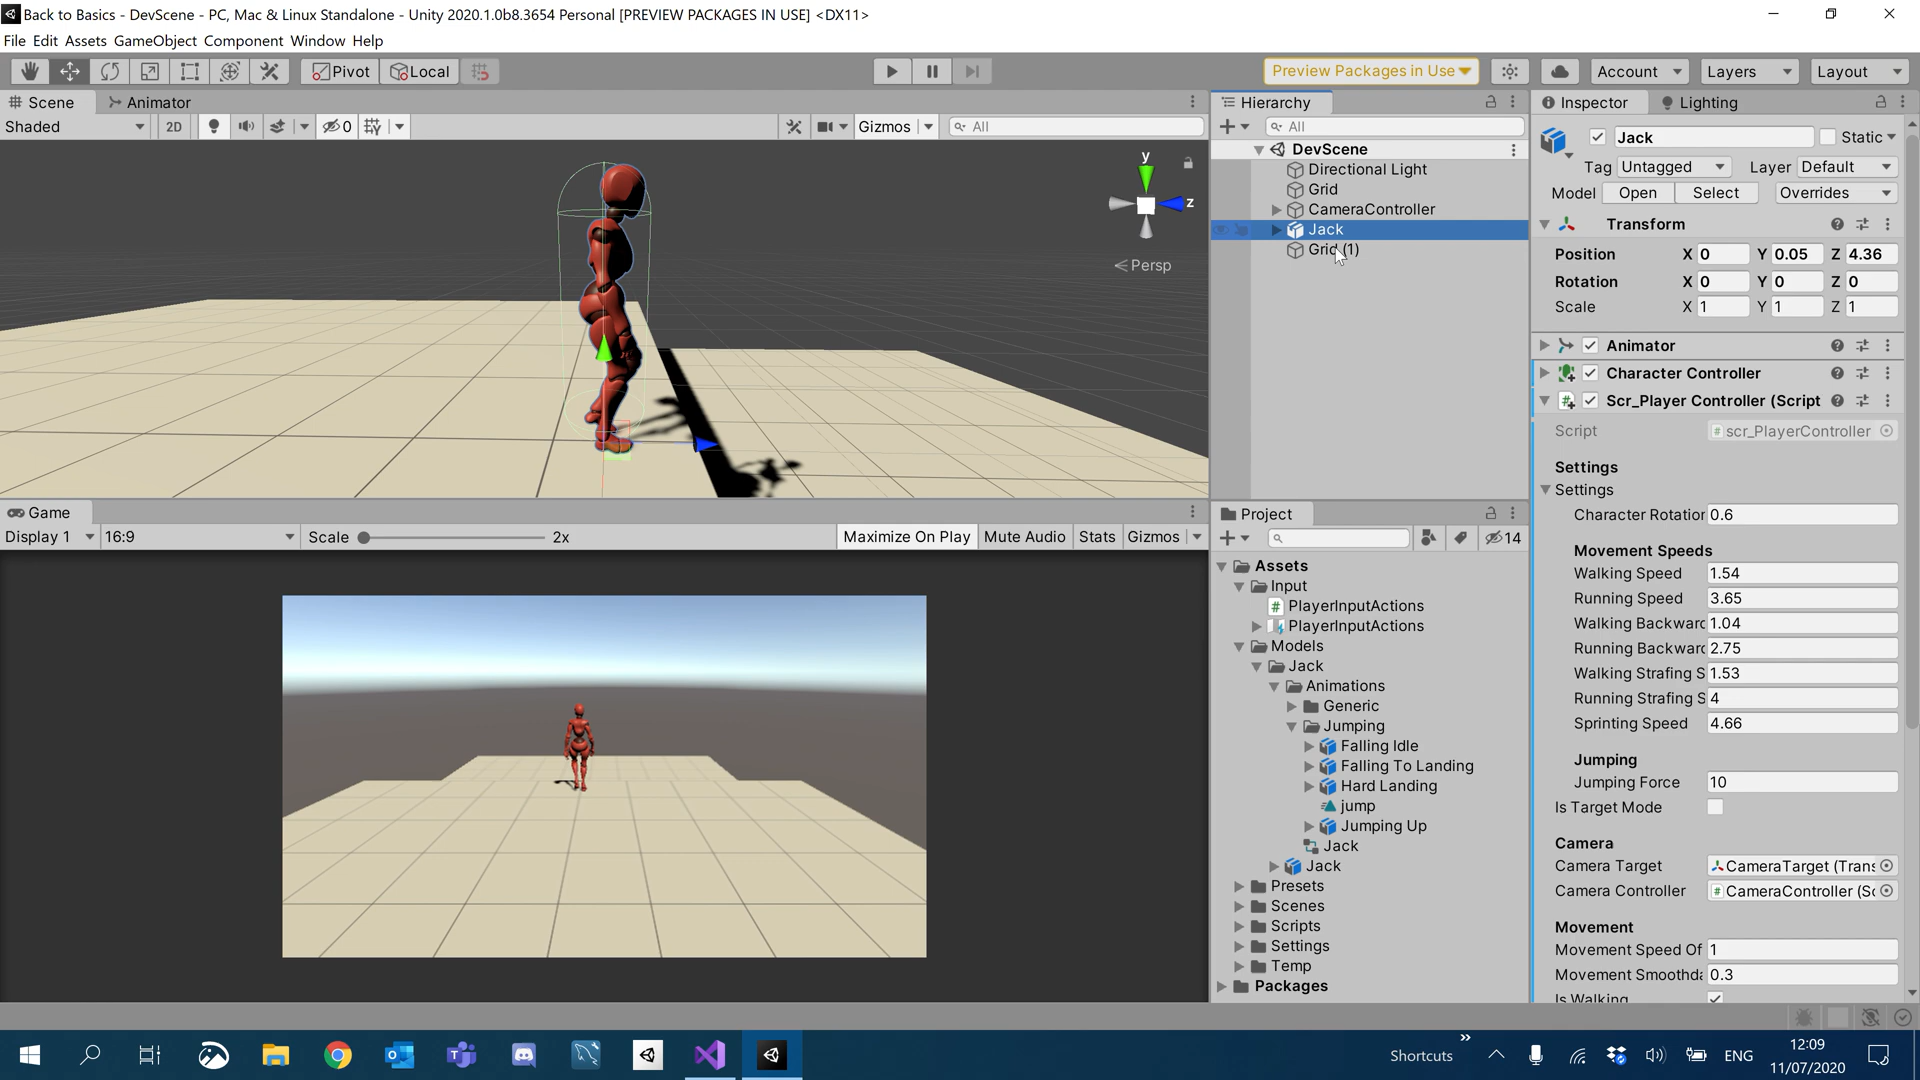 Back to Basics - DevScene - PC, Mac & Linux Standalone - Unity 2020.1.0b8.3654 Personal [PREVIEW PACKAGES IN USE] <DX11>
File Edit Assets GameObject Component Window Help
Pivot Local Preview Packages in Use Account Layers Layout
Scene Animator
Shaded 2D 0 Gizmos All
y
z
Persp
Game
Display 1 16:9 Scale 2x Maximize On Play Mute Audio Stats Gizmos
Hierarchy
All
DevScene
Directional Light
Grid
CameraController
Jack
Grid (1)
Project
14
Assets
Input
PlayerInputActions
PlayerInputActions
Models
Jack
Animations
Generic
Jumping
Falling Idle
Falling To Landing
Hard Landing
jump
Jumping Up
Jack
Jack
Presets
Scenes
Scripts
Settings
Temp
Packages
Inspector Lighting
Jack Static
Tag Untagged Layer Default
Model Open Select Overrides
Transform
Position X 0 Y 0.05 Z 4.36
Rotation X 0 Y 0 Z 0
Scale X 1 Y 1 Z 1
Animator
Character Controller
Scr_Player Controller (Script
Script scr_PlayerController
Settings
Settings
Character Rotation 0.6
Movement Speeds
Walking Speed 1.54
Running Speed 3.65
Walking Backward 1.04
Running Backward 2.75
Walking Strafing S 1.53
Running Strafing S 4
Sprinting Speed 4.66
Jumping
Jumping Force 10
Is Target Mode
Camera
Camera Target CameraTarget (Trans
Camera Controller CameraController (Sc
Movement
Movement Speed Of 1
Movement Smoothda 0.3
Is Walking
Shortcuts ENG
12:09
11/07/2020